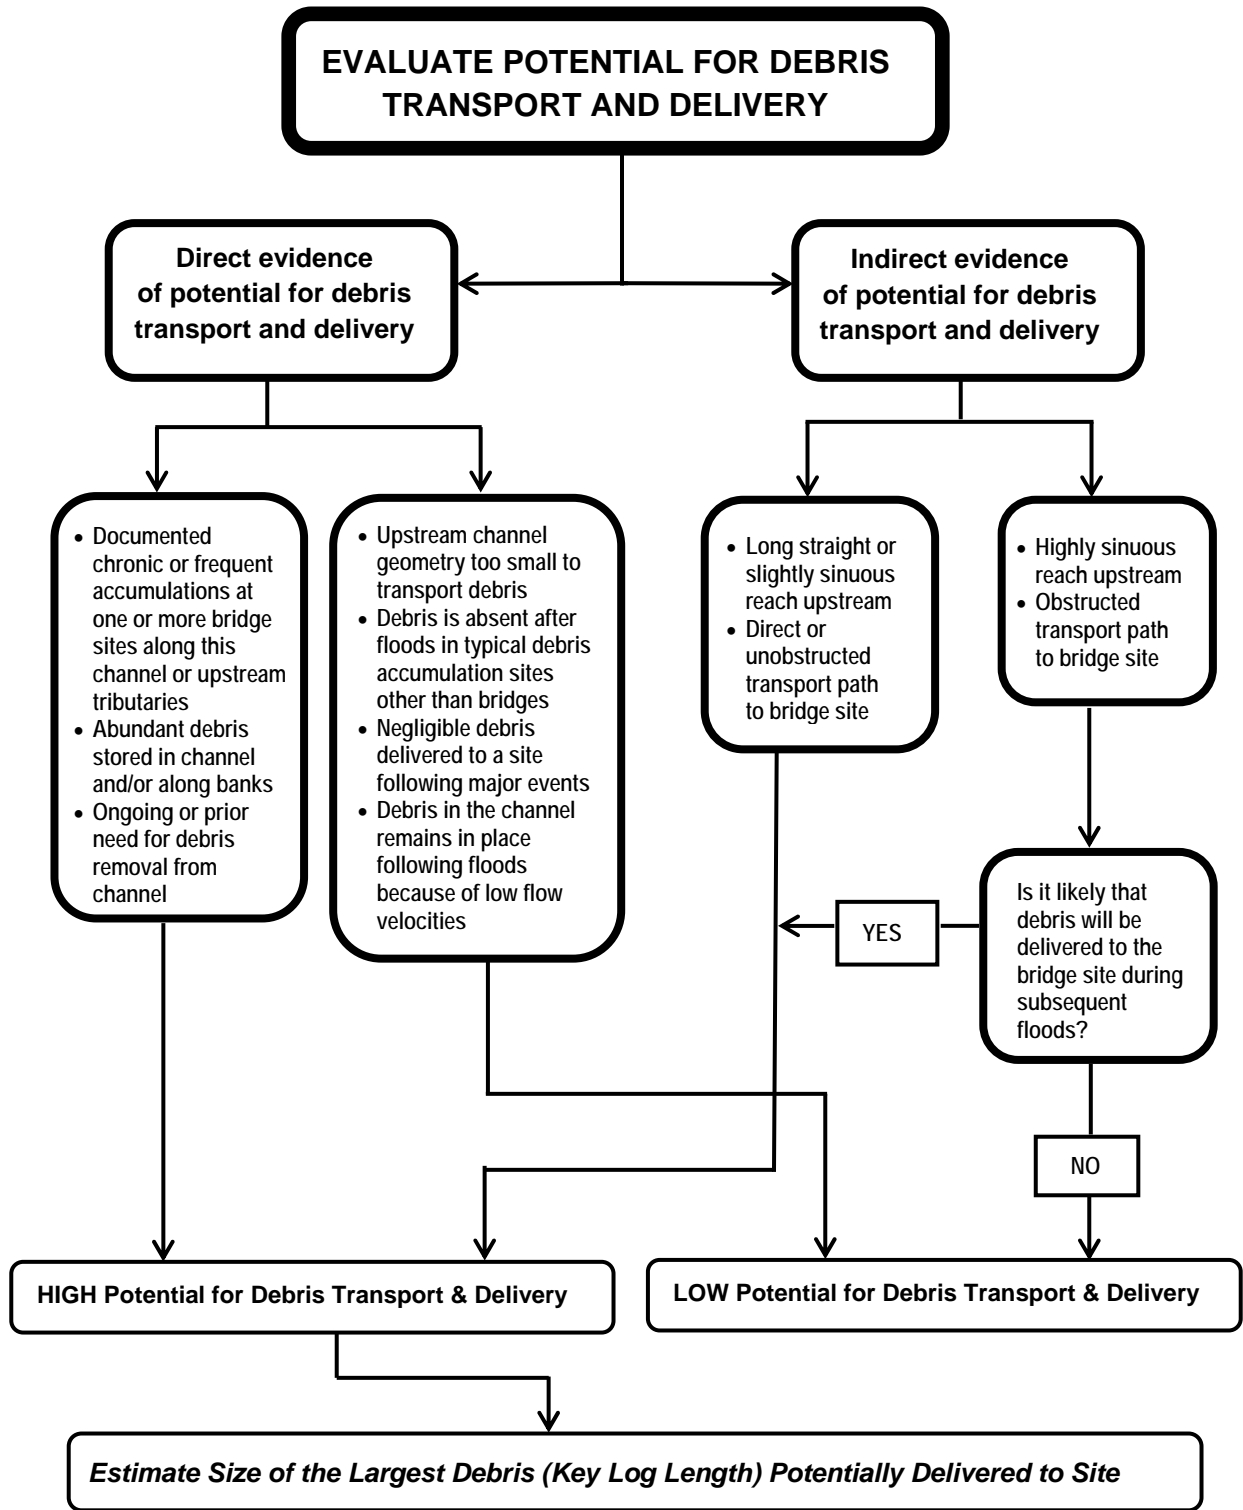 EVALUATE POTENTIAL FOR DEBRIS
TRANSPORT AND DELIVERY
Direct evidence
of potential for debris
transport and delivery
Indirect evidence
of potential for debris
transport and delivery
• Documented
chronic or frequent
accumulations at
one or more bridge
sites along this
channel or upstream
tributaries
• Abundant debris
stored in channel
and/or along banks
• Ongoing or prior
need for debris
removal from
channel
• Upstream channel
geometry too small to
transport debris
• Debris is absent after
floods in typical debris
accumulation sites
other than bridges
• Negligible debris
delivered to a site
following major events
• Debris in the channel
remains in place
following floods
because of low flow
velocities
• Long straight or
slightly sinuous
reach upstream
• Direct or
unobstructed
transport path
to bridge site
• Highly sinuous
reach upstream
• Obstructed
transport path
to bridge site
Is it likely that
debris will be
delivered to the
bridge site during
subsequent
floods?
YES
NO
HIGH Potential for Debris Transport & Delivery
LOW Potential for Debris Transport & Delivery
Estimate Size of the Largest Debris (Key Log Length) Potentially Delivered to Site